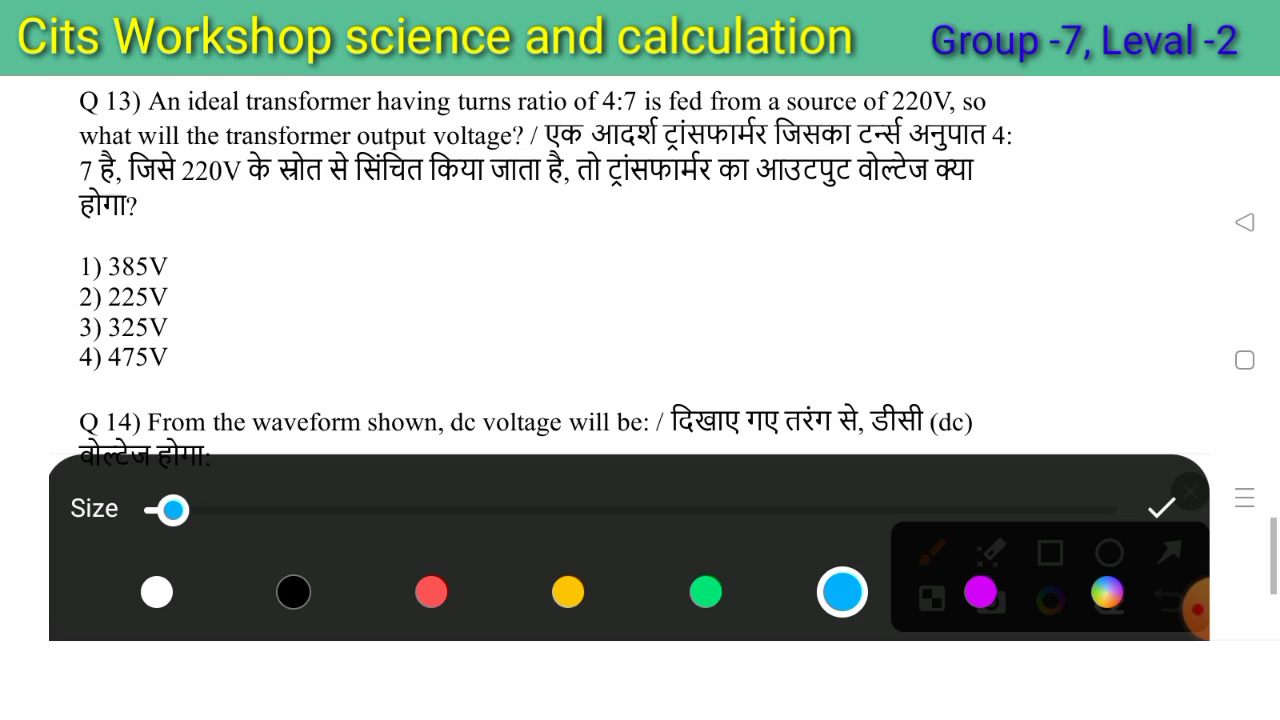 Cits Workshop science and calculation
Group -7, Leval -2
Q 13) An ideal transformer having turns ratio of 4:7 is fed from a source of 220V, so
what will the transformer output voltage? / एक आदर्श ट्रांसफार्मर जिसका टर्न्स अनुपात 4:
7 है, जिसे 220V के स्रोत से सिंचित किया जाता है, तो ट्रांसफार्मर का आउटपुट वोल्टेज क्या
होगा?
1) 385V
2) 225V
3) 325V
4) 475V
Q 14) From the waveform shown, dc voltage will be: / दिखाए गए तरंग से, डीसी (dc)
वोल्टेज होगा:
Size